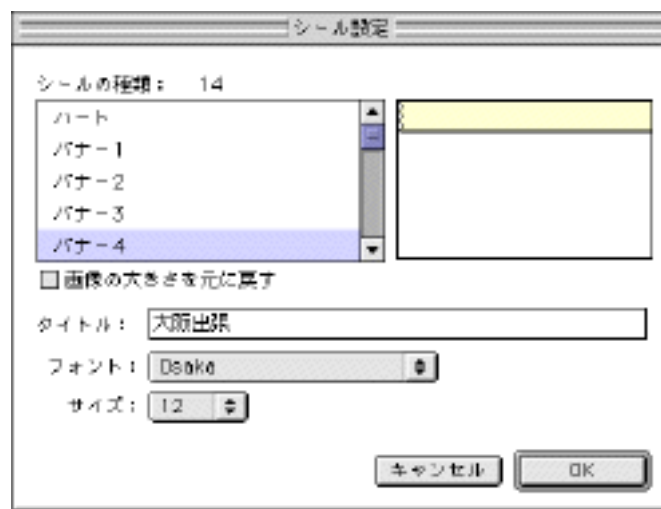 シール設定
シールの種類： 14
ハート
バナー1
バナー2
バナー3
バナー4
画像の大きさを元に戻す
タイトル： 大阪出張
フォント： Osaka
サイズ： 12
キャンセル OK